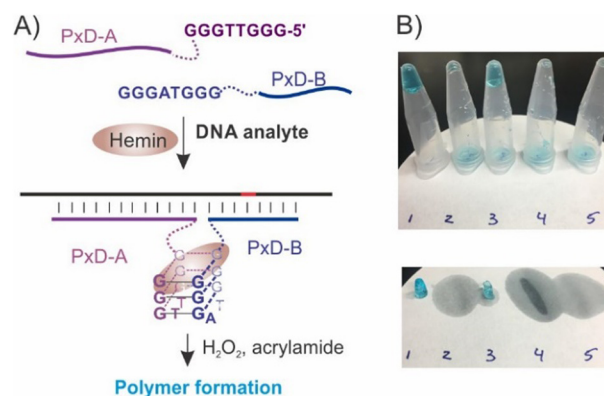 A)
PxD-A
GGGTTGGG-5'
GGGATGGG
PxD-B
Hemin
DNA analyte
PxD-A
PxD-B
G G
G G
G T G G
G T G T
G T G A
H₂O₂, acrylamide
Polymer formation
B)
1 2 3 4 5
1 2 3 4 5